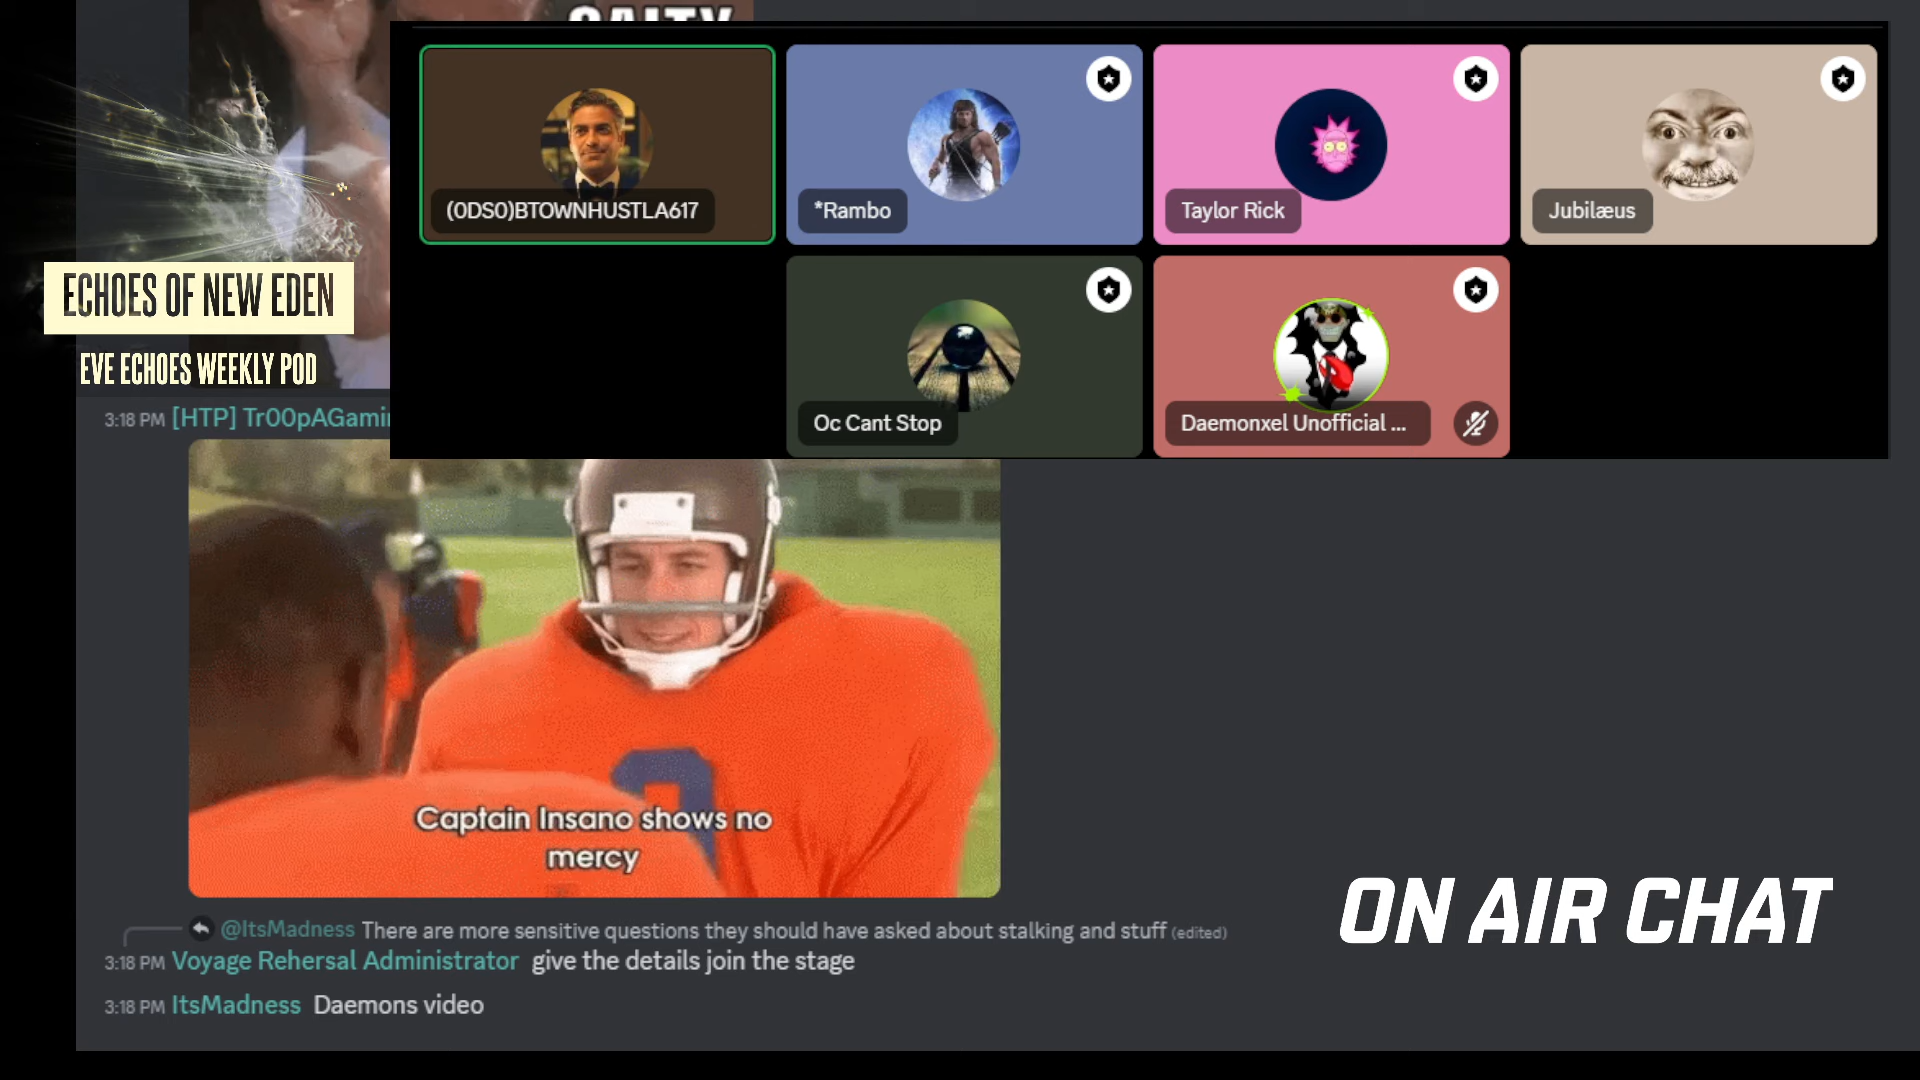 SALTY
(0DS0)BTOWNHUSTLA617
*Rambo
Taylor Rick
Jubilæus
ECHOES OF NEW EDEN
EVE ECHOES WEEKLY POD
3:18 PM [HTP] Tr00pAGami
Oc Cant Stop
Daemonxel Unofficial ...
Captain Insano shows no
mercy
ON AIR CHAT
@ItsMadness There are more sensitive questions they should have asked about stalking and stuff (edited)
3:18 PM Voyage Rehersal Administrator give the details join the stage
3:18 PM ItsMadness Daemons video